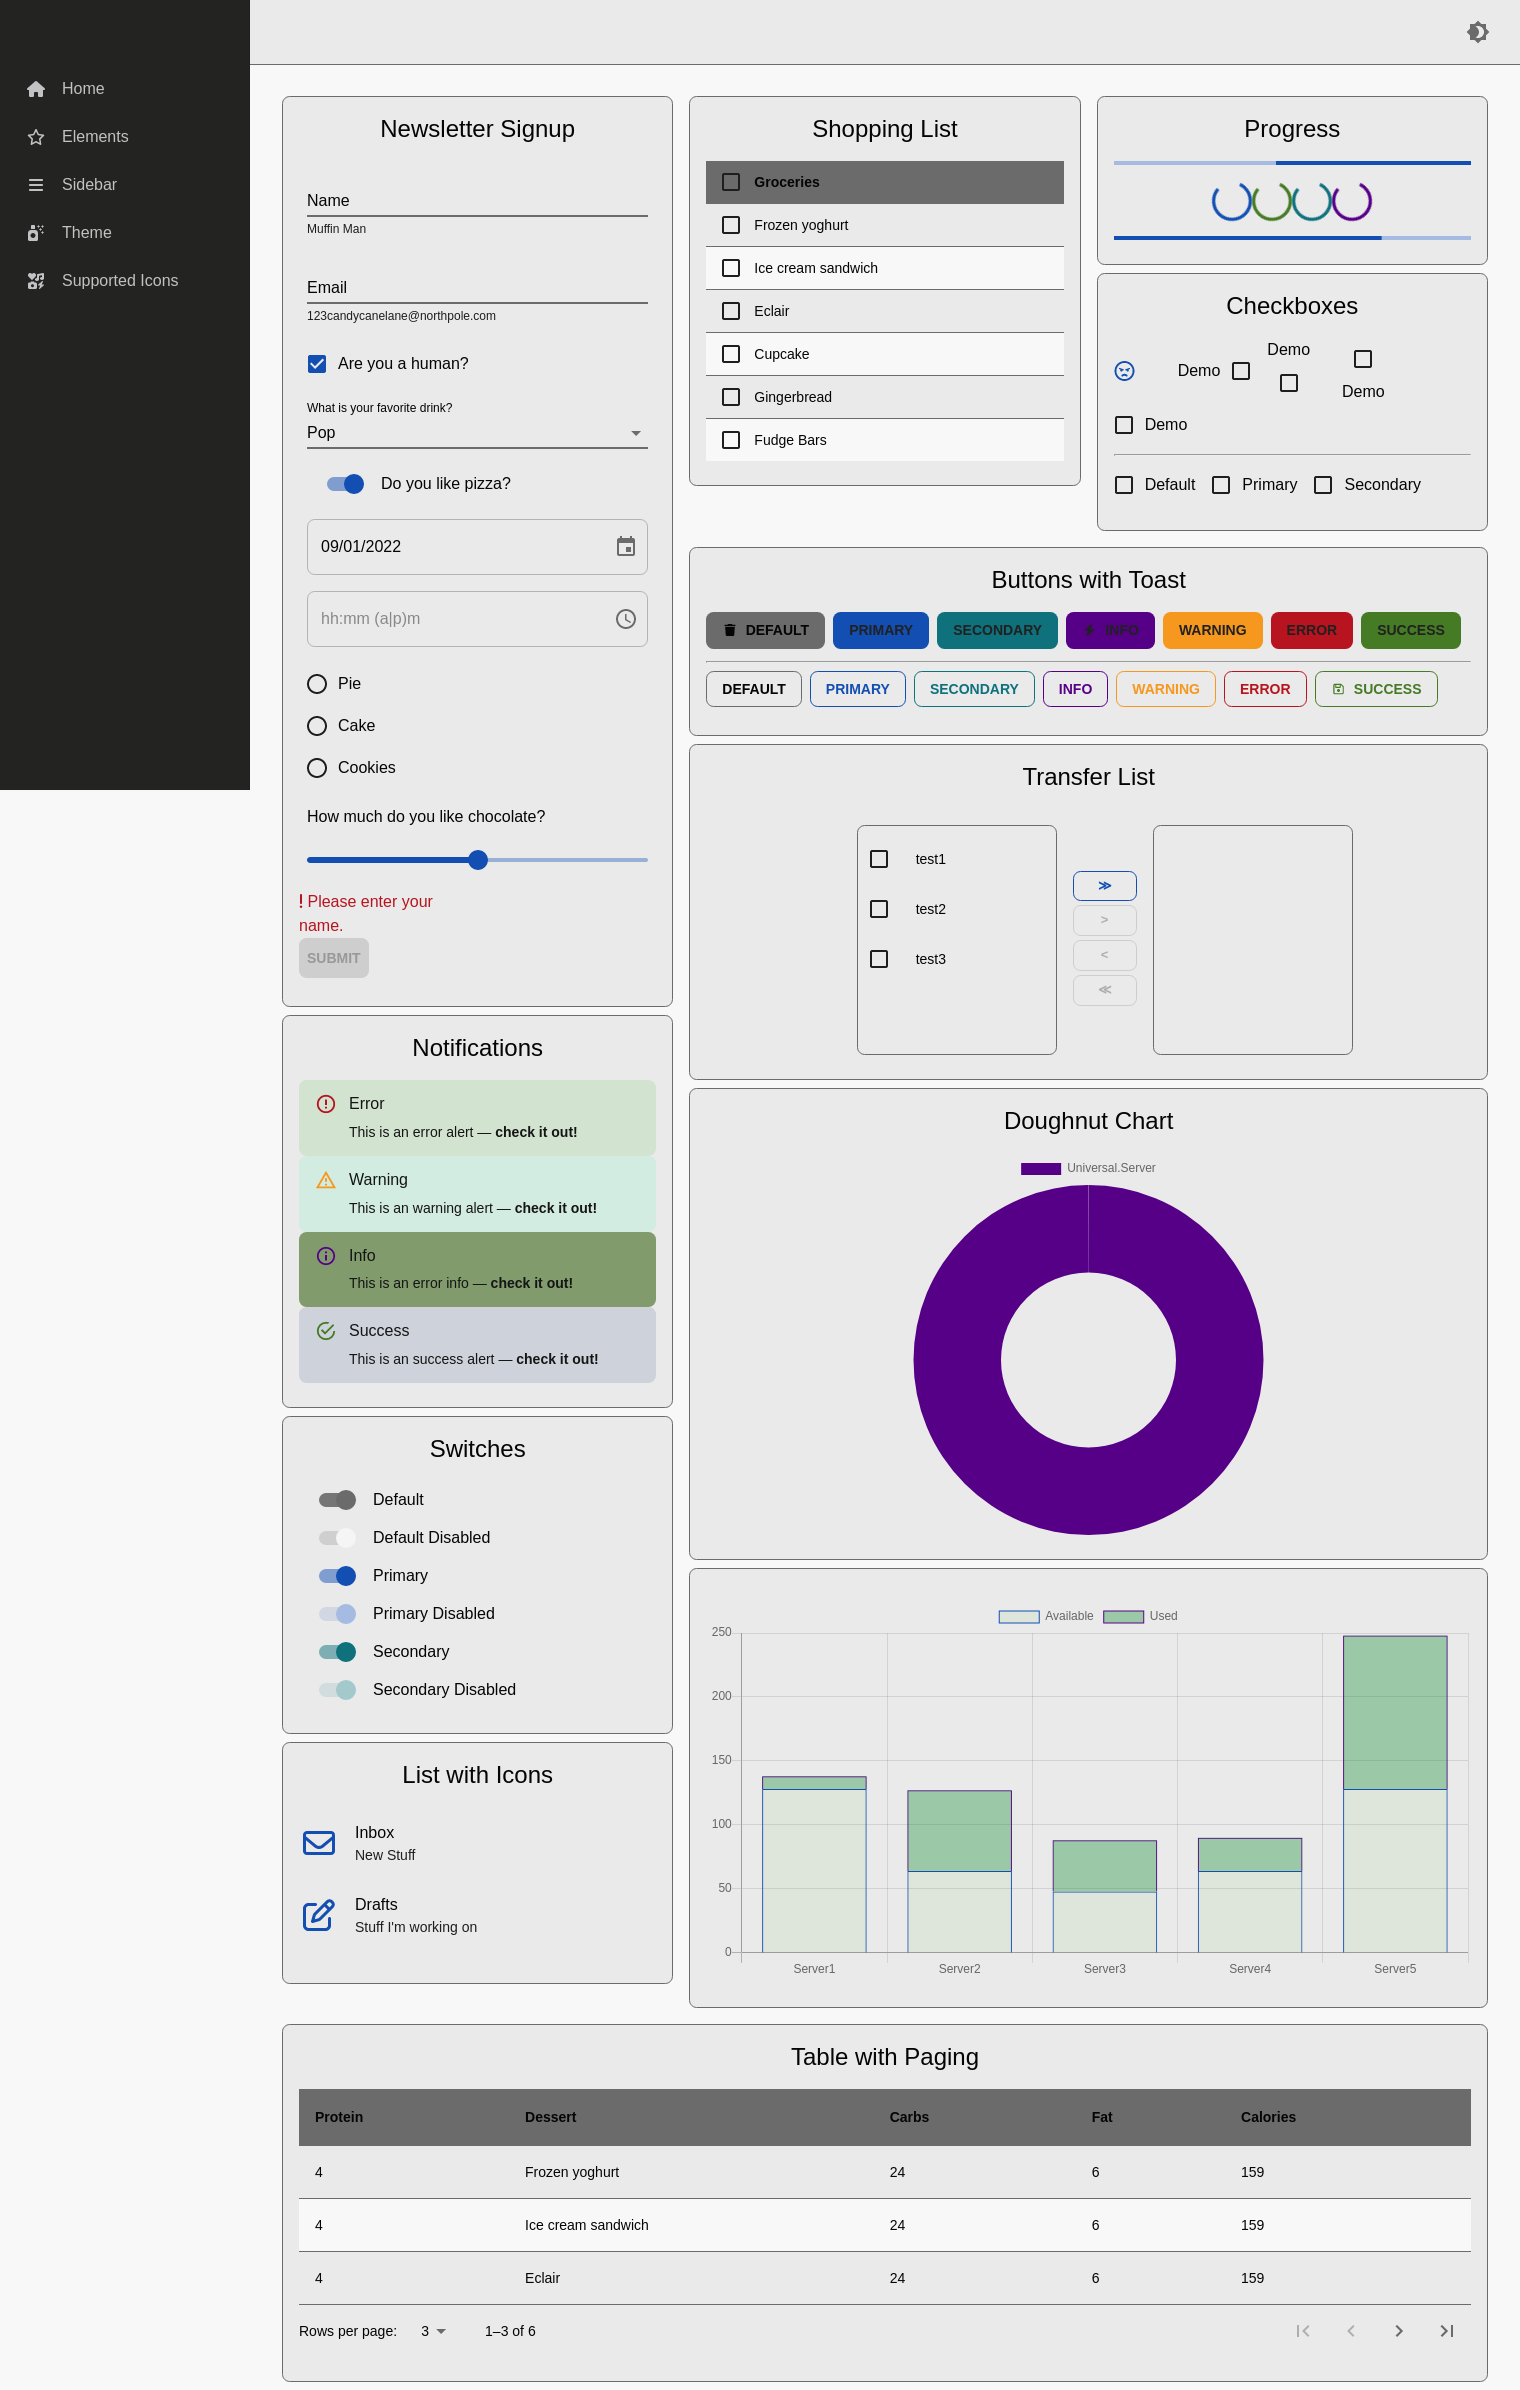 Home
Elements
Sidebar
Theme
Supported Icons
Newsletter Signup
Name
Muffin Man
Email
123candycanelane@northpole.com
Are you a human?
What is your favorite drink?
Pop
Do you like pizza?
09/01/2022
hh:mm (a|p)m
Pie
Cake
Cookies
How much do you like chocolate?
! Please enter your
name.
SUBMIT
Notifications
Error
This is an error alert — check it out!
Warning
This is an warning alert — check it out!
Info
This is an error info — check it out!
Success
This is an success alert — check it out!
Switches
Default
Default Disabled
Primary
Primary Disabled
Secondary
Secondary Disabled
List with Icons
Inbox
New Stuff
Drafts
Stuff I'm working on
Shopping List
Groceries
Frozen yoghurt
Ice cream sandwich
Eclair
Cupcake
Gingerbread
Fudge Bars
Progress
Checkboxes
Demo
Demo
Demo
Demo
Default Primary Secondary
Buttons with Toast
DEFAULT PRIMARY SECONDARY INFO WARNING ERROR SUCCESS
DEFAULT PRIMARY SECONDARY INFO WARNING ERROR SUCCESS
Transfer List
test1
test2
test3
≫
>
<
≪
Doughnut Chart
Universal.Server
Available Used
250
200
150
100
50
0
Server1 Server2 Server3 Server4 Server5
Table with Paging
Protein Dessert Carbs Fat Calories
4 Frozen yoghurt 24 6 159
4 Ice cream sandwich 24 6 159
4 Eclair 24 6 159
Rows per page: 3 1–3 of 6